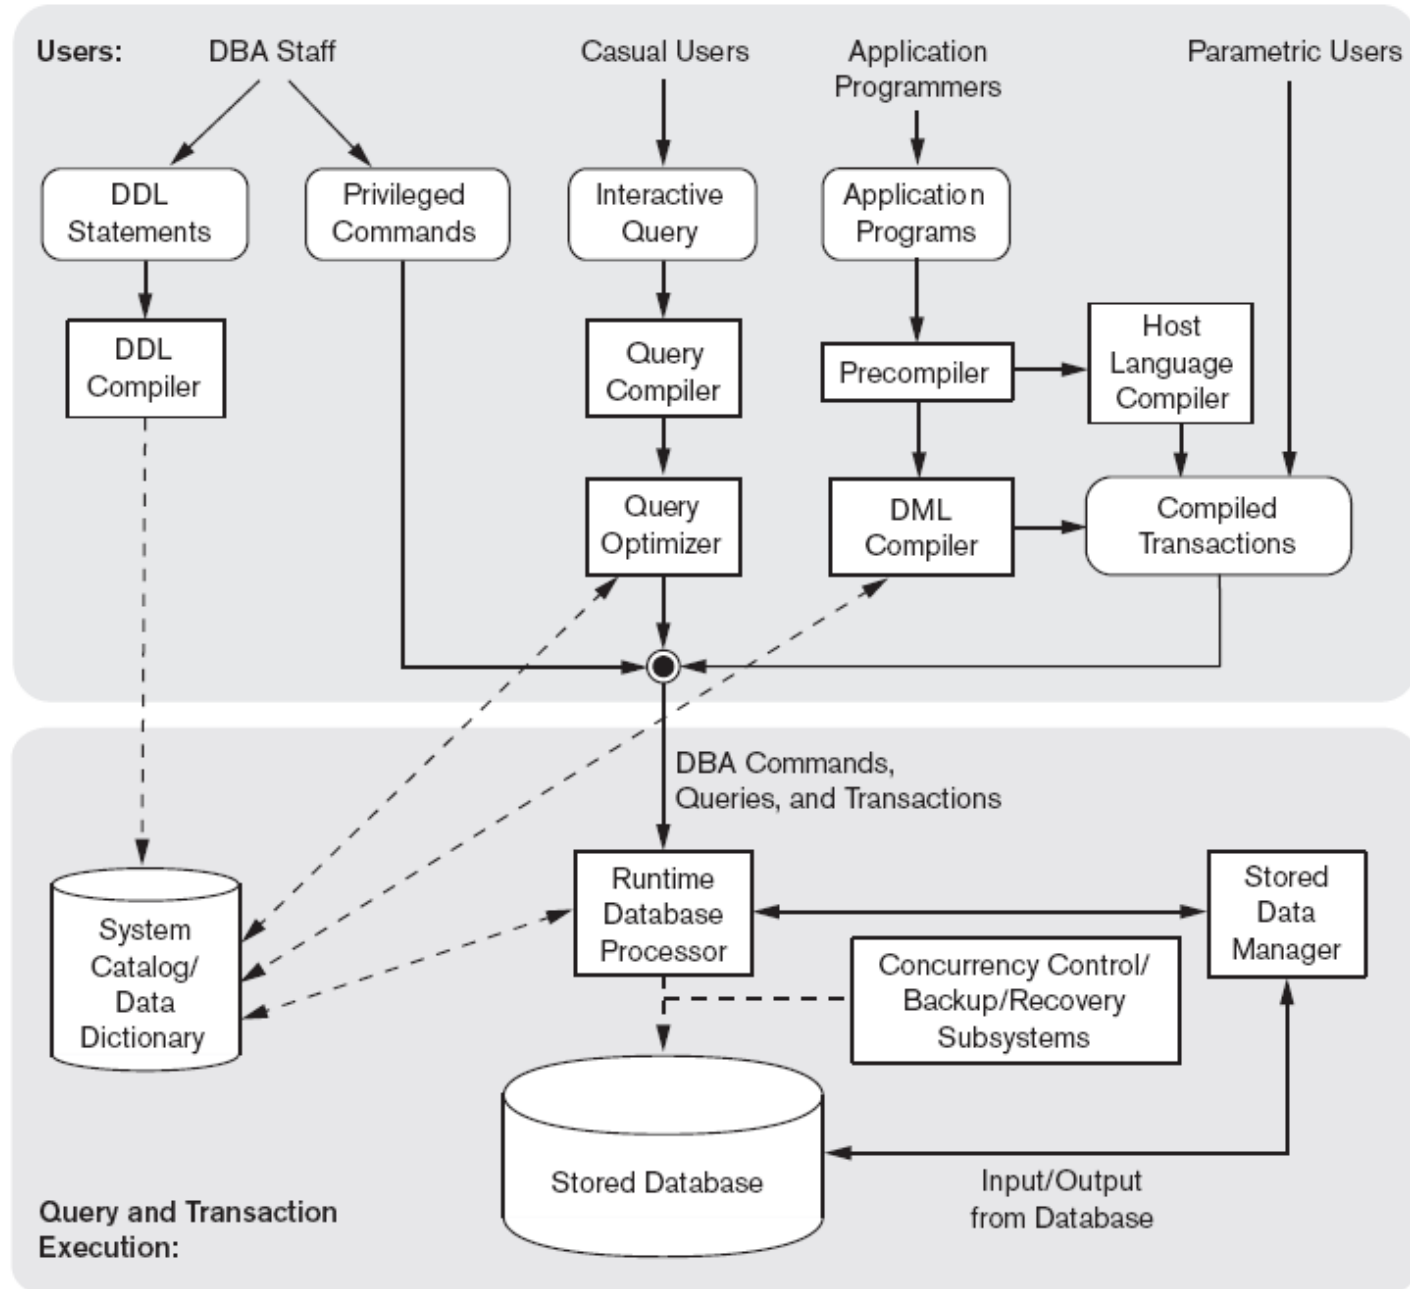 Users:
DBA Staff
Casual Users
Application
Programmers
Parametric Users
DDL
Statements
Privileged
Commands
Interactive
Query
Application
Programs
DDL
Compiler
Query
Compiler
Precompiler
Host
Language
Compiler
Query
Optimizer
DML
Compiler
Compiled
Transactions
DBA Commands,
Queries, and Transactions
System
Catalog/
Data
Dictionary
Runtime
Database
Processor
Stored
Data
Manager
Concurrency Control/
Backup/Recovery
Subsystems
Stored Database
Input/Output
from Database
Query and Transaction
Execution: